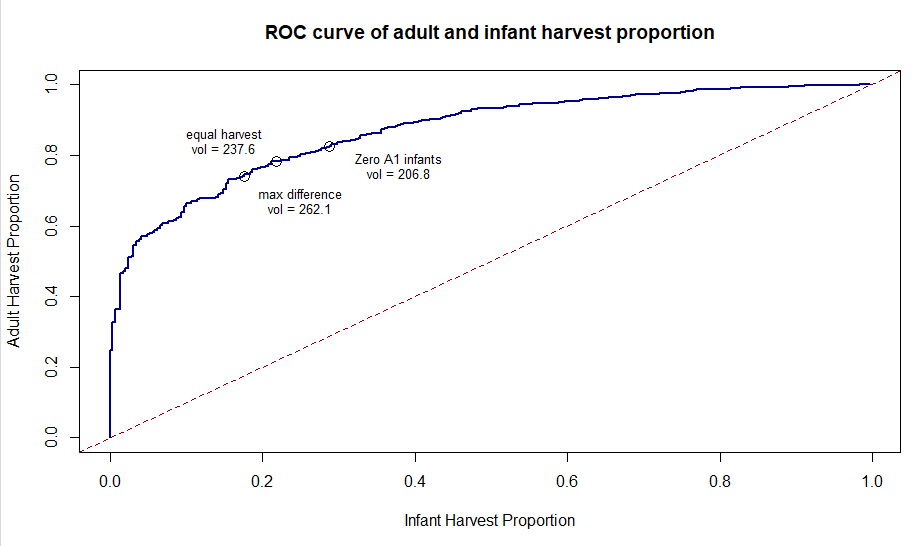 ROC curve of adult and infant harvest proportion
Adult Harvest Proportion
1.0
0.8
0.6
0.4
0.2
0.0
equal harvest
vol = 237.6
Zero A1 infants
vol = 206.8
max difference
vol = 262.1
0.0 0.2 0.4 0.6 0.8 1.0
Infant Harvest Proportion